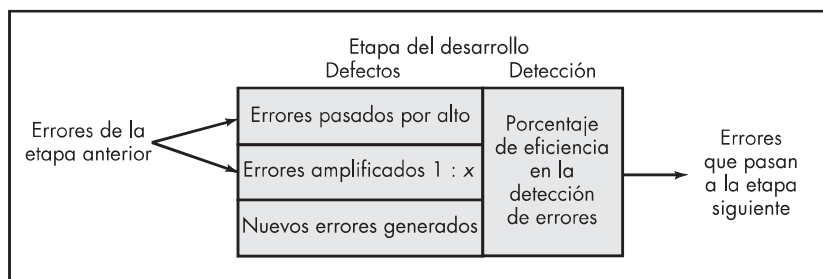 Etapa del desarrollo
Defectos
Detección
Errores de la
etapa anterior
Errores pasados por alto
Errores amplificados 1 : x
Nuevos errores generados
Porcentaje
de eficiencia
en la
detección
de errores
Errores
que pasan
a la etapa
siguiente